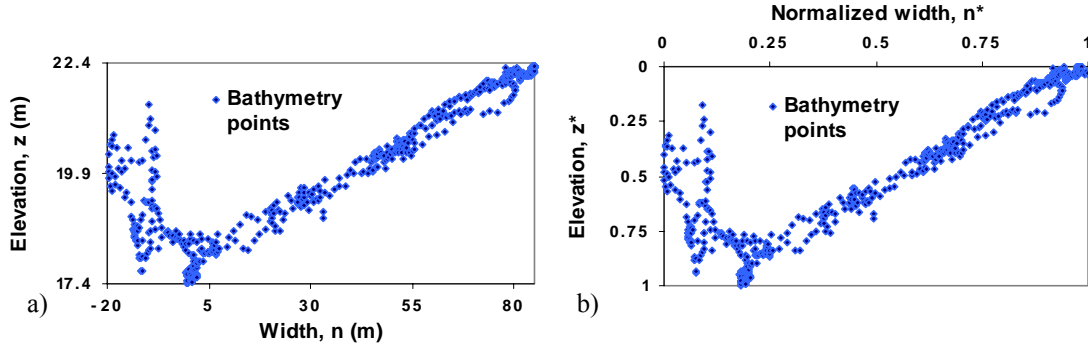 Normalized width, n*
0 0.25 0.5 0.75 1
22.4
19.9
17.4
Elevation, z (m)
Bathymetry
points
-20 5 30 55 80
Width, n (m)
a)
0
0.25
0.5
0.75
1
Elevation, z*
Bathymetry
points
b)